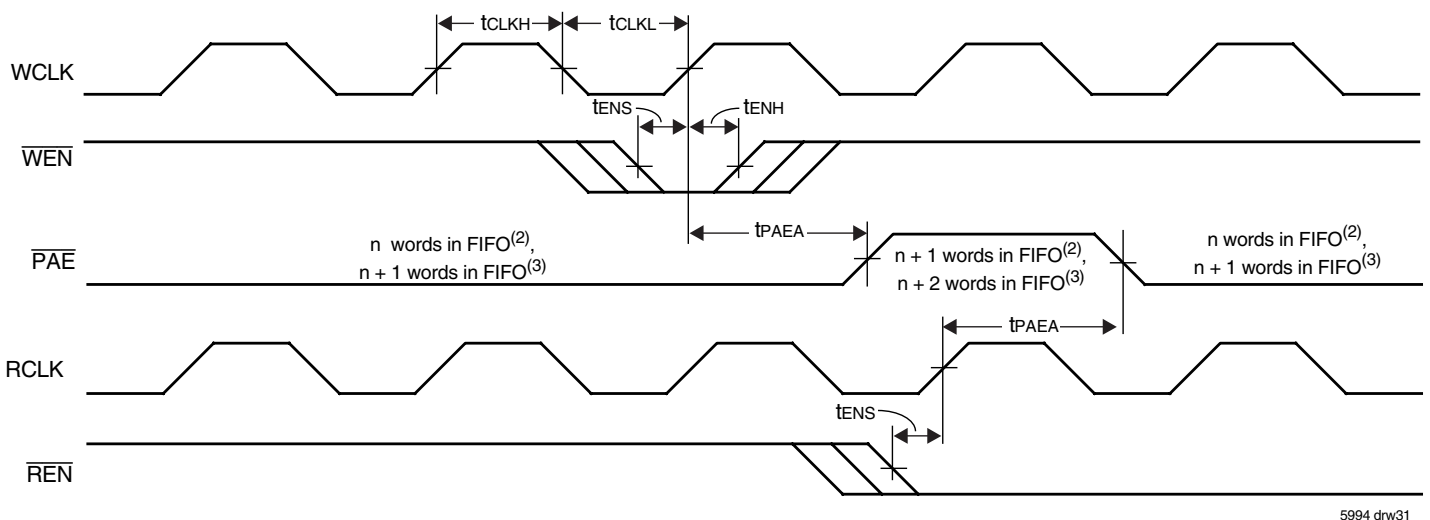 tCLKH
tCLKL
WCLK
tENS
tENH
WEN
tPAEA
PAE
n words in FIFO(2),
n + 1 words in FIFO(3)
n + 1 words in FIFO(2),
n + 2 words in FIFO(3)
n words in FIFO(2),
n + 1 words in FIFO(3)
tPAEA
RCLK
tENS
REN
5994 drw31